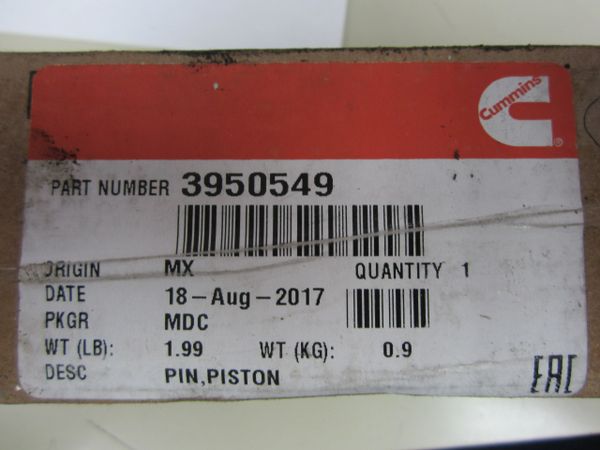 Cummins
®
PART NUMBER 3950549
ORIGIN MX QUANTITY 1
DATE 18-Aug-2017
PKGR MDC
WT (LB): 1.99 WT (KG): 0.9
DESC PIN,PISTON
EAC